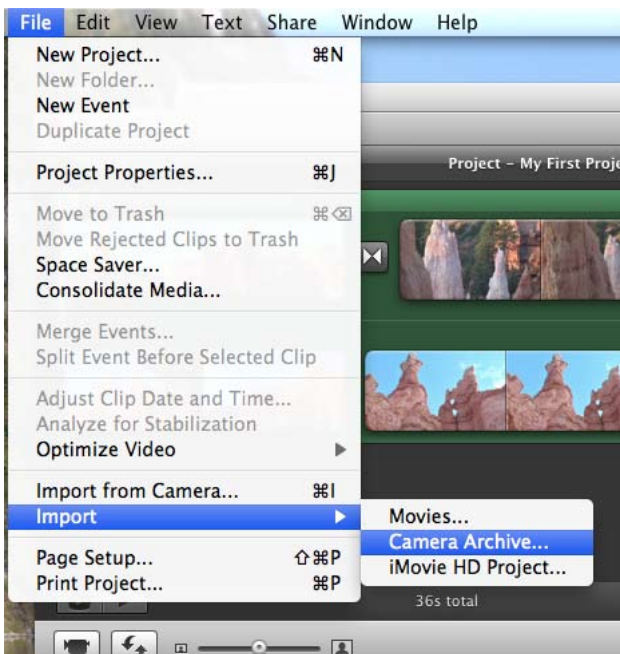 File Edit View Text Share Window Help
New Project... ⌘N
New Folder...
New Event
Duplicate Project
Project Properties... ⌘J
Project - My First Proje
Move to Trash ⌘⌫
Move Rejected Clips to Trash
Space Saver...
Consolidate Media...
Merge Events...
Split Event Before Selected Clip
Adjust Clip Date and Time...
Analyze for Stabilization
Optimize Video
Import from Camera... ⌘I
Import
Movies...
Camera Archive...
iMovie HD Project...
Page Setup... ⇧⌘P
Print Project... ⌘P
36s total